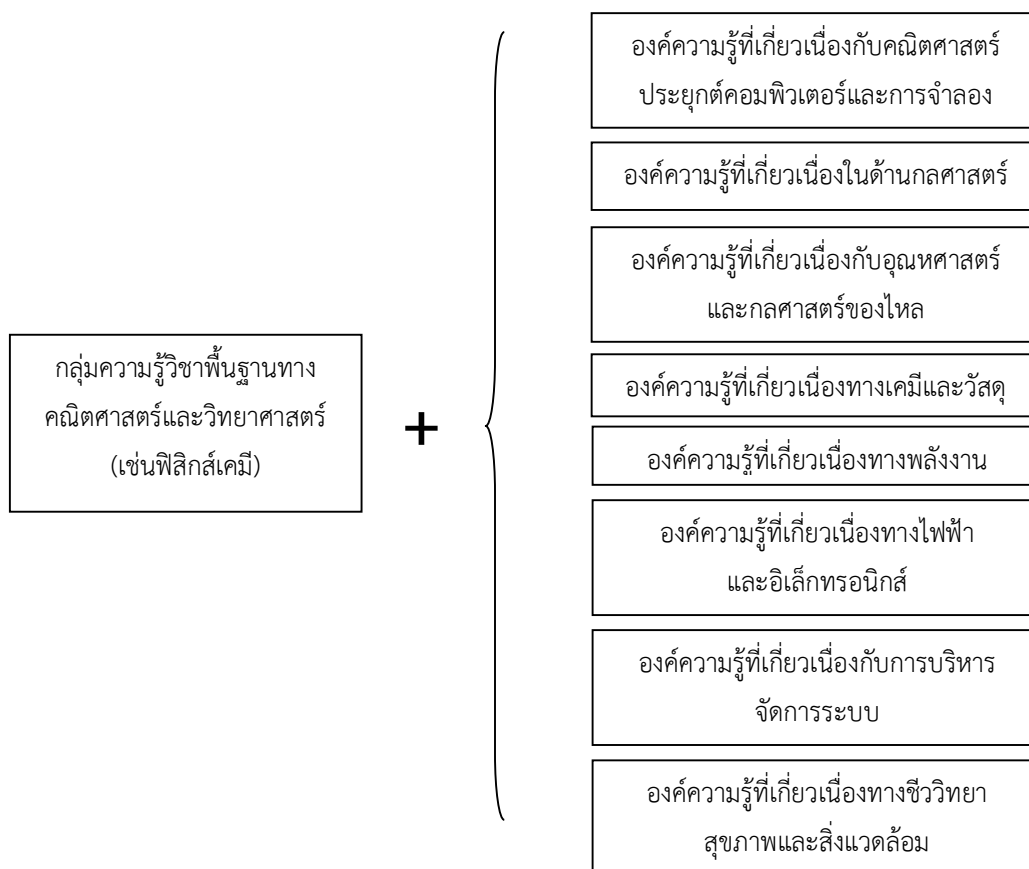 กลุ่มความรู้วิชาพื้นฐานทาง
คณิตศาสตร์และวิทยาศาสตร์
(เช่นฟิสิกส์เคมี)
+
องค์ความรู้ที่เกี่ยวเนื่องกับคณิตศาสตร์
ประยุกต์คอมพิวเตอร์และการจำลอง
องค์ความรู้ที่เกี่ยวเนื่องในด้านกลศาสตร์
องค์ความรู้ที่เกี่ยวเนื่องกับอุณหศาสตร์
และกลศาสตร์ของไหล
องค์ความรู้ที่เกี่ยวเนื่องทางเคมีและวัสดุ
องค์ความรู้ที่เกี่ยวเนื่องทางพลังงาน
องค์ความรู้ที่เกี่ยวเนื่องทางไฟฟ้า
และอิเล็กทรอนิกส์
องค์ความรู้ที่เกี่ยวเนื่องกับการบริหาร
จัดการระบบ
องค์ความรู้ที่เกี่ยวเนื่องทางชีววิทยา
สุขภาพและสิ่งแวดล้อม